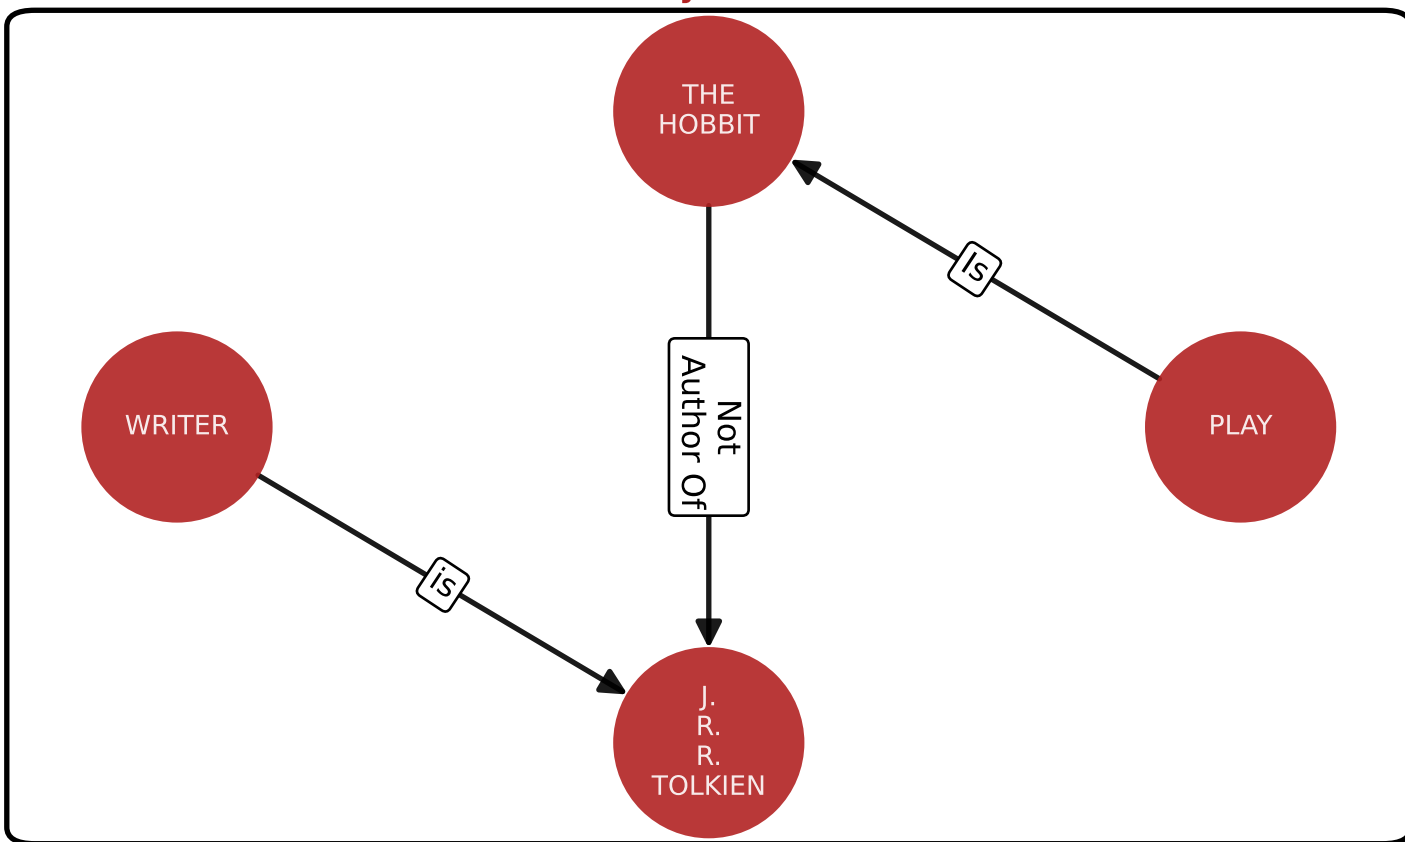 THE
HOBBIT
Is
WRITER
Not
Author Of
PLAY
is
J.
R.
R.
TOLKIEN